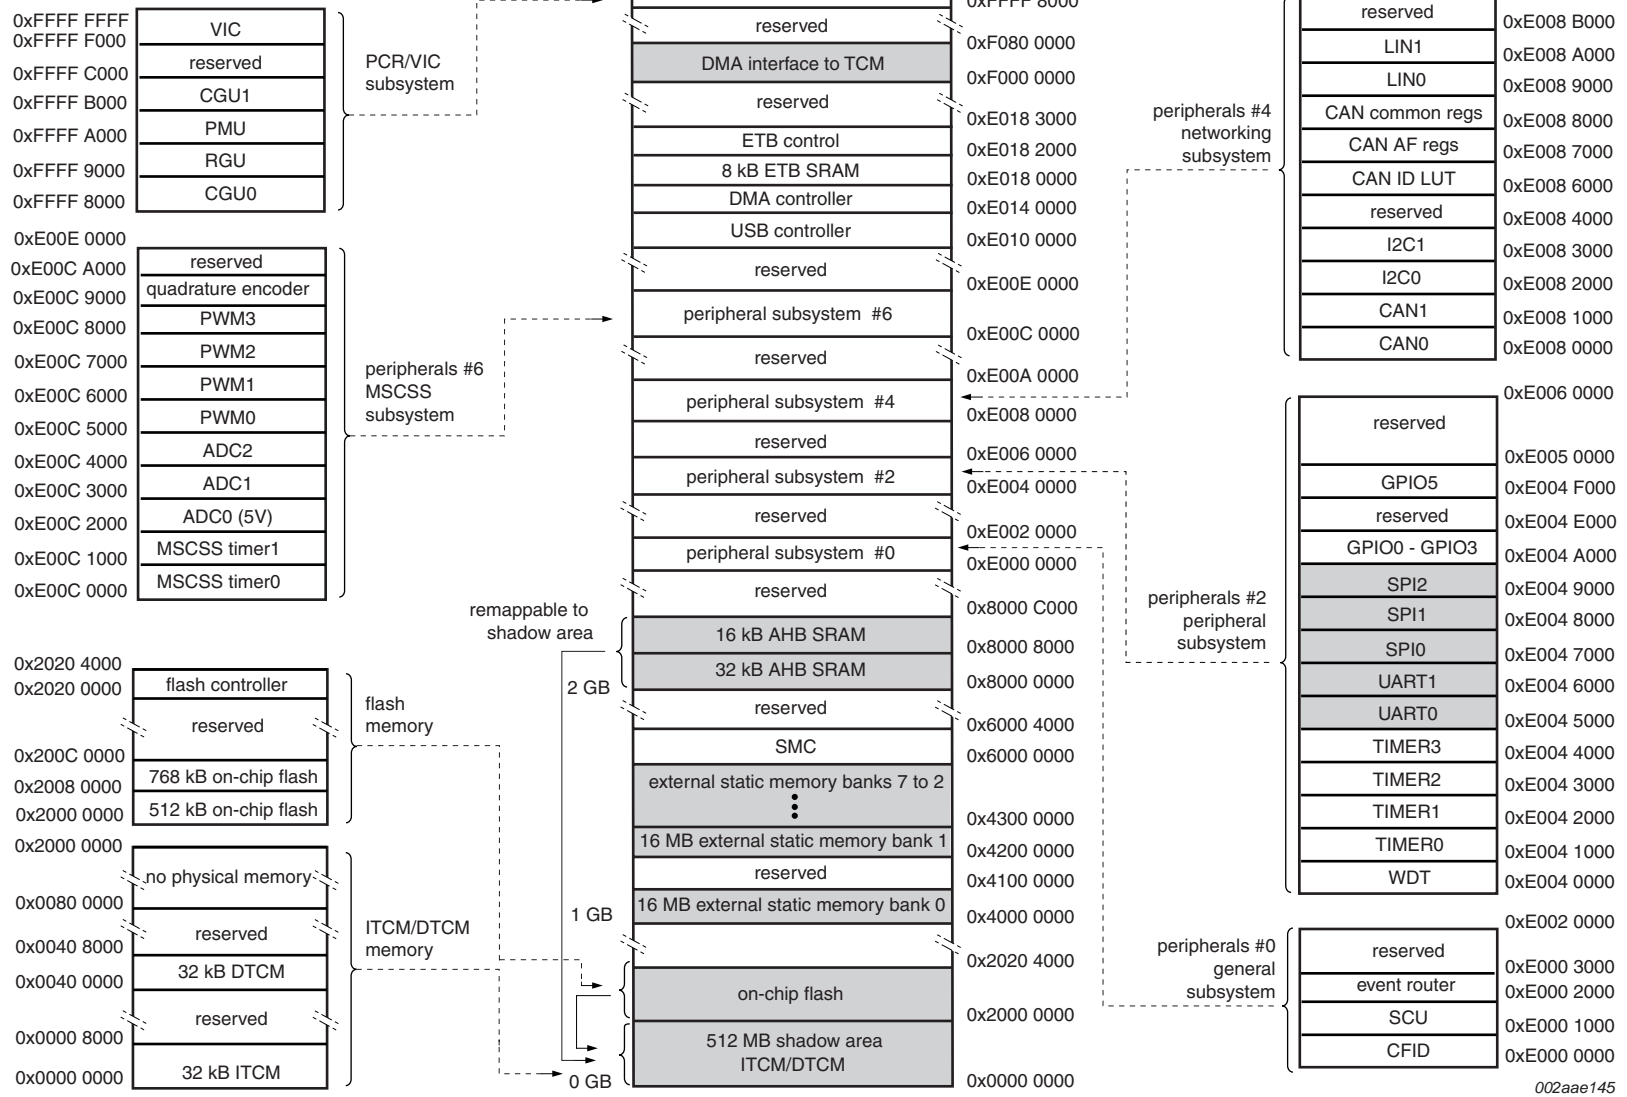 0xFFFF FFFF
VIC
0xFFFF F000
reserved
0xFFFF C000
CGU1
0xFFFF B000
PMU
0xFFFF A000
RGU
0xFFFF 9000
CGU0
0xFFFF 8000
PCR/VIC
subsystem
0xE00E 0000
reserved
0xE00C A000
quadrature encoder
0xE00C 9000
PWM3
0xE00C 8000
PWM2
0xE00C 7000
PWM1
0xE00C 6000
PWM0
0xE00C 5000
ADC2
0xE00C 4000
ADC1
0xE00C 3000
ADC0 (5V)
0xE00C 2000
MSCSS timer1
0xE00C 1000
MSCSS timer0
0xE00C 0000
peripherals #6
MSCSS
subsystem
0x2020 4000
flash controller
0x2020 0000
reserved
0x200C 0000
768 kB on-chip flash
0x2008 0000
512 kB on-chip flash
0x2000 0000
flash
memory
0x2000 0000
no physical memory
0x0080 0000
reserved
0x0040 8000
32 kB DTCM
0x0040 0000
reserved
0x0000 8000
32 kB ITCM
0x0000 0000
ITCM/DTCM
memory
remappable to
shadow area
2 GB
1 GB
0 GB
0xFFFF 8000
reserved
0xF080 0000
DMA interface to TCM
0xF000 0000
reserved
0xE018 3000
ETB control
0xE018 2000
8 kB ETB SRAM
0xE018 0000
DMA controller
0xE014 0000
USB controller
0xE010 0000
reserved
0xE00E 0000
peripheral subsystem #6
0xE00C 0000
reserved
0xE00A 0000
peripheral subsystem #4
0xE008 0000
reserved
0xE006 0000
peripheral subsystem #2
0xE004 0000
reserved
0xE002 0000
peripheral subsystem #0
0xE000 0000
reserved
0x8000 C000
16 kB AHB SRAM
0x8000 8000
32 kB AHB SRAM
0x8000 0000
reserved
0x6000 4000
SMC
0x6000 0000
external static memory banks 7 to 2
0x4300 0000
16 MB external static memory bank 1
0x4200 0000
reserved
0x4100 0000
16 MB external static memory bank 0
0x4000 0000
0x2020 4000
on-chip flash
0x2000 0000
512 MB shadow area
ITCM/DTCM
0x0000 0000
peripherals #4
networking
subsystem
reserved
0xE008 B000
LIN1
0xE008 A000
LIN0
0xE008 9000
CAN common regs
0xE008 8000
CAN AF regs
0xE008 7000
CAN ID LUT
0xE008 6000
reserved
0xE008 4000
I2C1
0xE008 3000
I2C0
0xE008 2000
CAN1
0xE008 1000
CAN0
0xE008 0000
peripherals #2
peripheral
subsystem
0xE006 0000
reserved
0xE005 0000
GPIO5
0xE004 F000
reserved
0xE004 E000
GPIO0 - GPIO3
0xE004 A000
SPI2
0xE004 9000
SPI1
0xE004 8000
SPI0
0xE004 7000
UART1
0xE004 6000
UART0
0xE004 5000
TIMER3
0xE004 4000
TIMER2
0xE004 3000
TIMER1
0xE004 2000
TIMER0
0xE004 1000
WDT
0xE004 0000
peripherals #0
general
subsystem
0xE002 0000
reserved
0xE000 3000
event router
0xE000 2000
SCU
0xE000 1000
CFID
0xE000 0000
002aae145